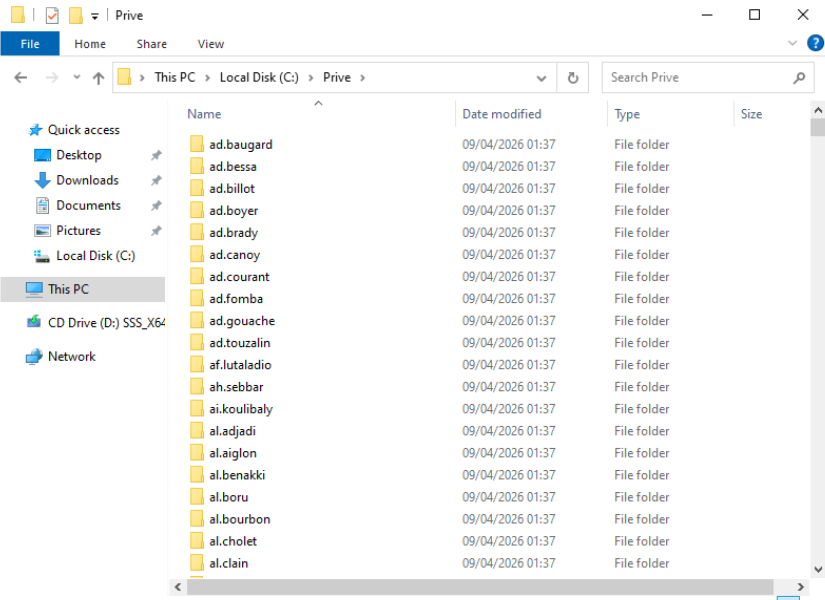 Prive
File Home Share View
This PC Local Disk (C:) Prive Search Prive
Name Date modified Type Size
Quick access
Desktop
Downloads
Documents
Pictures
Local Disk (C:)
This PC
CD Drive (D:) SSS_X64
Network
ad.baugard 09/04/2026 01:37 File folder
ad.bessa 09/04/2026 01:37 File folder
ad.billot 09/04/2026 01:37 File folder
ad.boyer 09/04/2026 01:37 File folder
ad.brady 09/04/2026 01:37 File folder
ad.canoy 09/04/2026 01:37 File folder
ad.courant 09/04/2026 01:37 File folder
ad.fomba 09/04/2026 01:37 File folder
ad.gouache 09/04/2026 01:37 File folder
ad.touzalin 09/04/2026 01:37 File folder
af.lutaladio 09/04/2026 01:37 File folder
ah.sebbar 09/04/2026 01:37 File folder
ai.koulibaly 09/04/2026 01:37 File folder
al.adjadi 09/04/2026 01:37 File folder
al.aiglon 09/04/2026 01:37 File folder
al.benakki 09/04/2026 01:37 File folder
al.boru 09/04/2026 01:37 File folder
al.bourbon 09/04/2026 01:37 File folder
al.cholet 09/04/2026 01:37 File folder
al.clain 09/04/2026 01:37 File folder